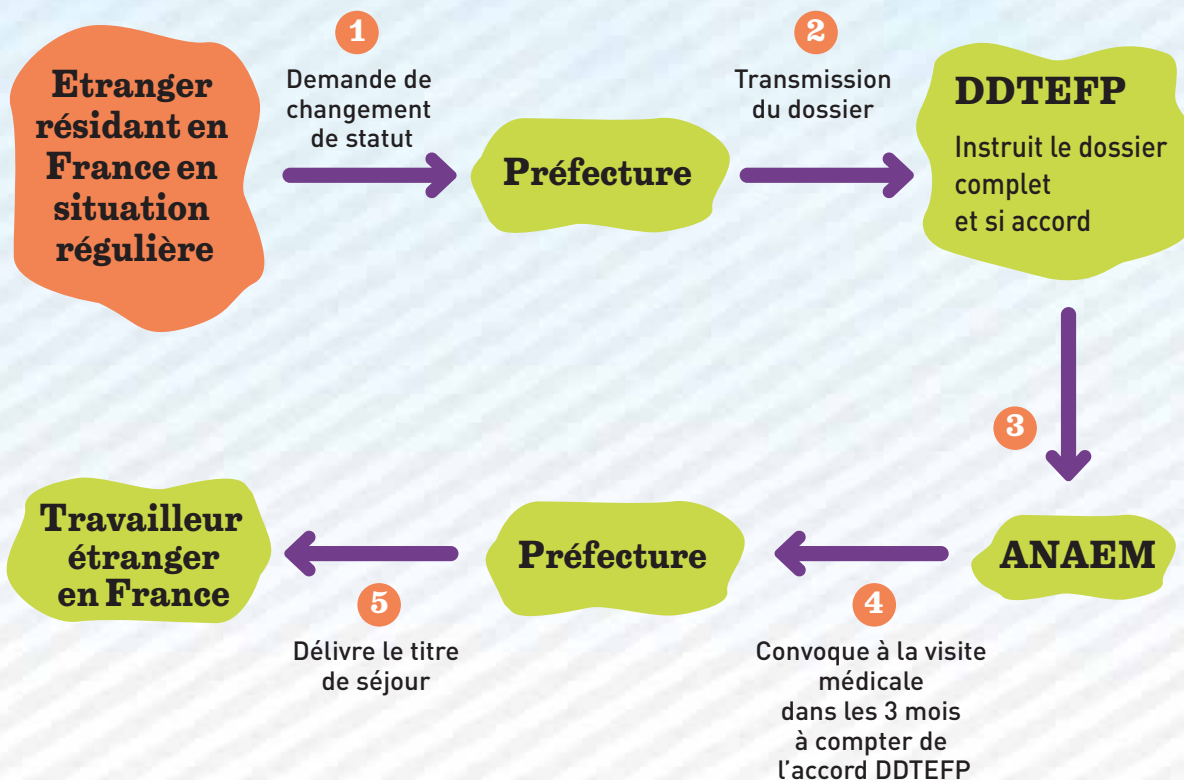 Etranger
résidant en
France en
situation
régulière
1
Demande de
changement
de statut
Préfecture
2
Transmission
du dossier
DDTEFP
Instruit le dossier
complet
et si accord
3
ANAEM
4
Convoque à la visite
médicale
dans les 3 mois
à compter de
l’accord DDTEFP
Préfecture
5
Délivre le titre
de séjour
Travailleur
étranger
en France